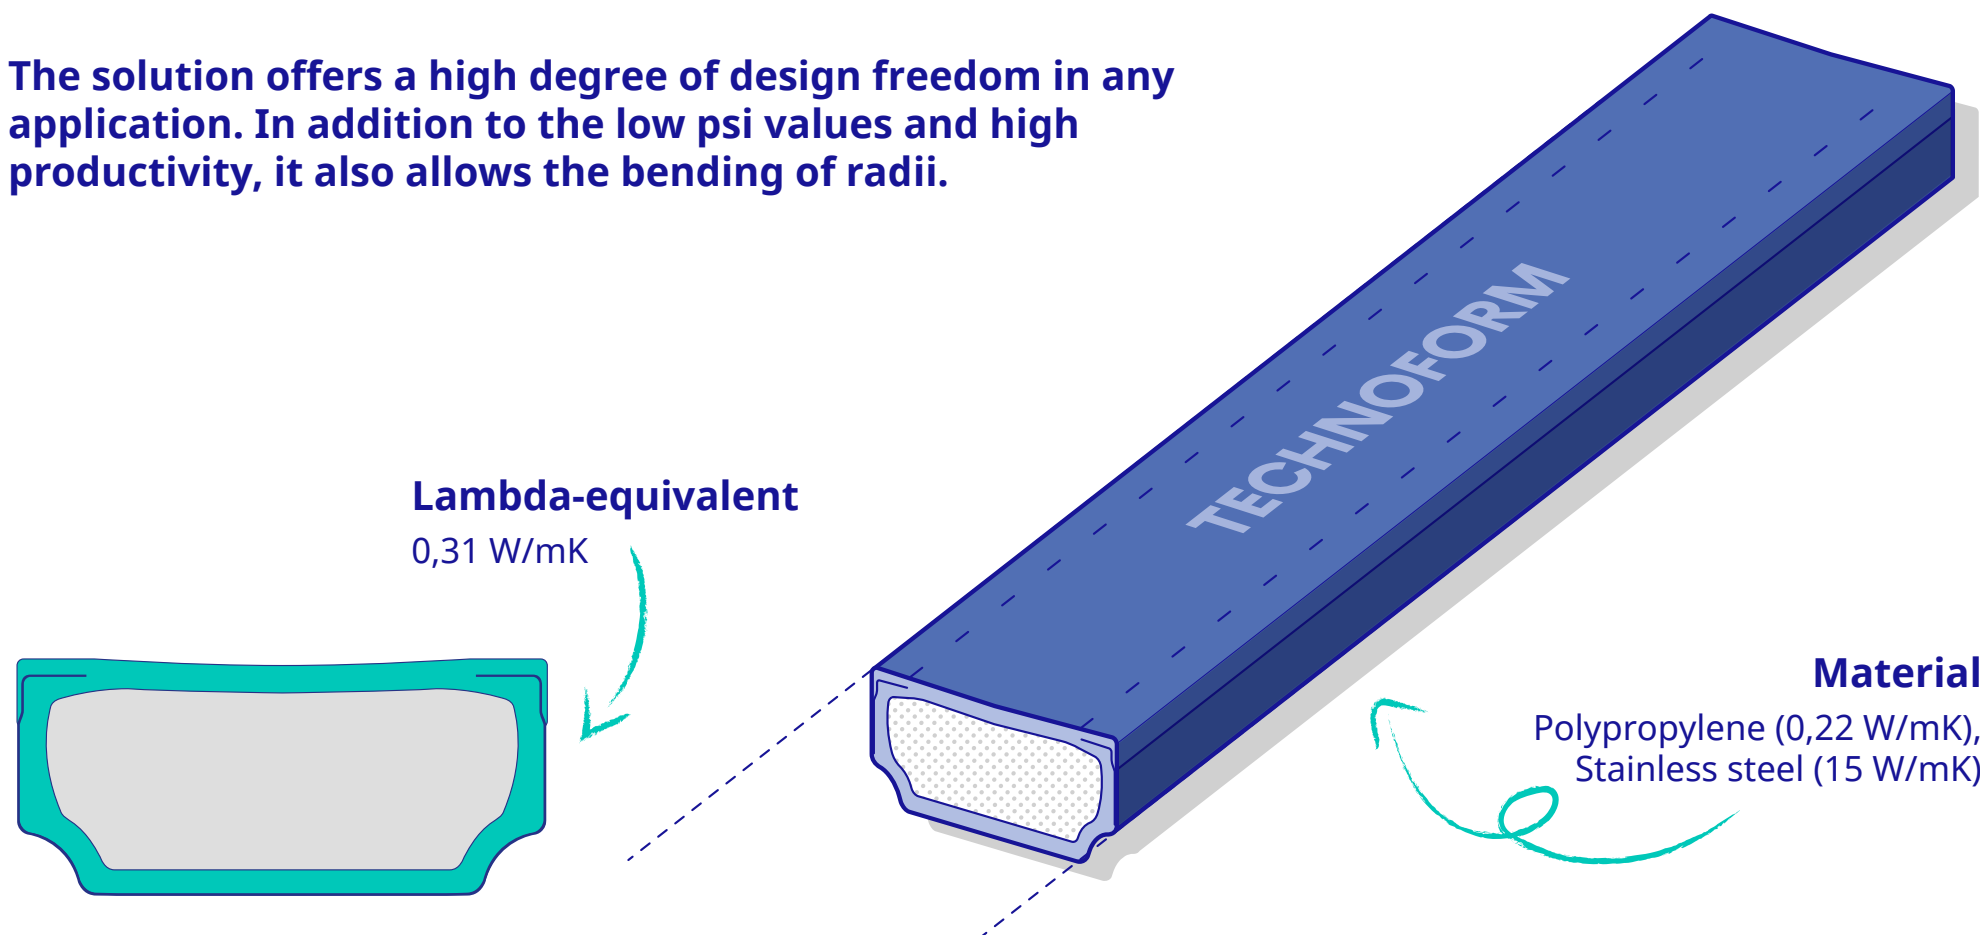 The solution offers a high degree of design freedom in any
application. In addition to the low psi values and high
productivity, it also allows the bending of radii.
TECHNOFORM
Lambda-equivalent
0,31 W/mK
Material
Polypropylene (0,22 W/mK),
Stainless steel (15 W/mK)